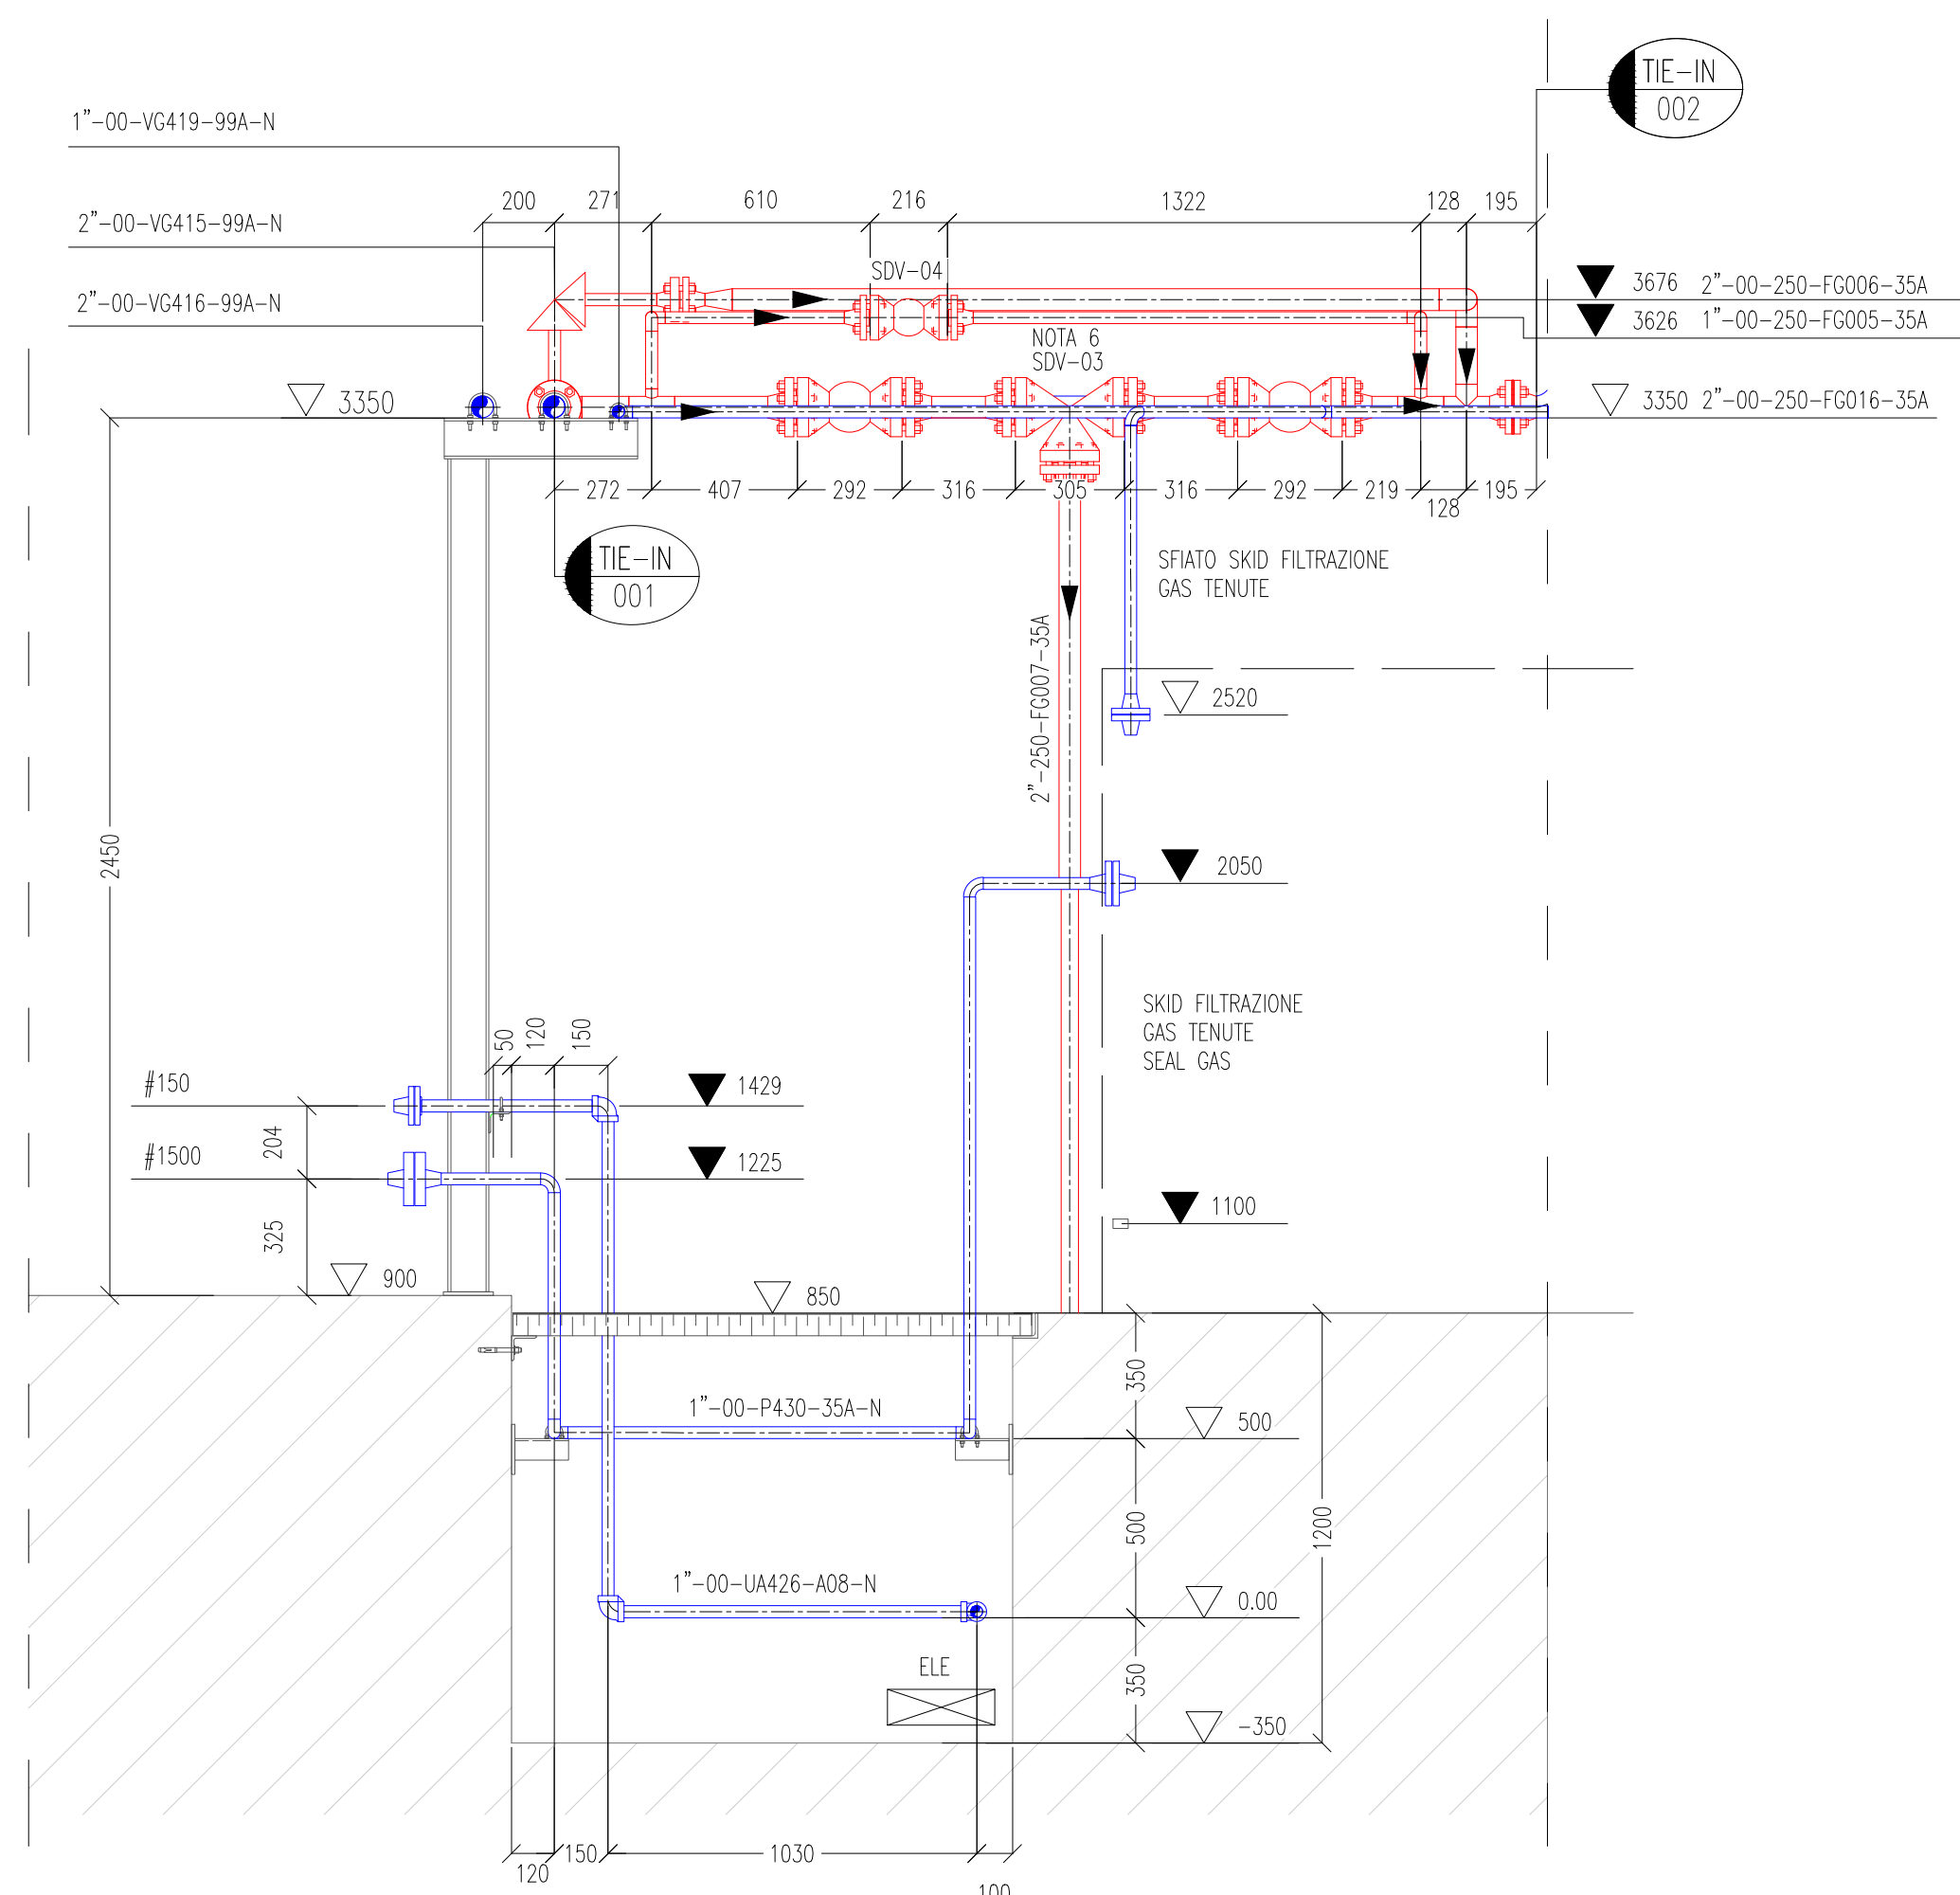 TIE-IN
002
1"-00-VG419-99A-N
200
271
610
216
1322
128
195
2"-00-VG415-99A-N
SDV-04
3676 2"-00-250-FG006-35A
2"-00-VG416-99A-N
3626 1"-00-250-FG005-35A
NOTA 6
SDV-03
3350
3350 2"-00-250-FG016-35A
272
407
292
316
305
316
292
219
128
195
TIE-IN
001
SFIATO SKID FILTRAZIONE
GAS TENUTE
2"-250-FG007-35A
2520
2450
2050
SKID FILTRAZIONE
GAS TENUTE
SEAL GAS
50
120
150
#150
1429
204
#1500
1225
325
1100
900
850
350
1"-00-P430-35A-N
500
500
1200
1"-00-UA426-A08-N
0.00
ELE
350
-350
120
150
1030
100